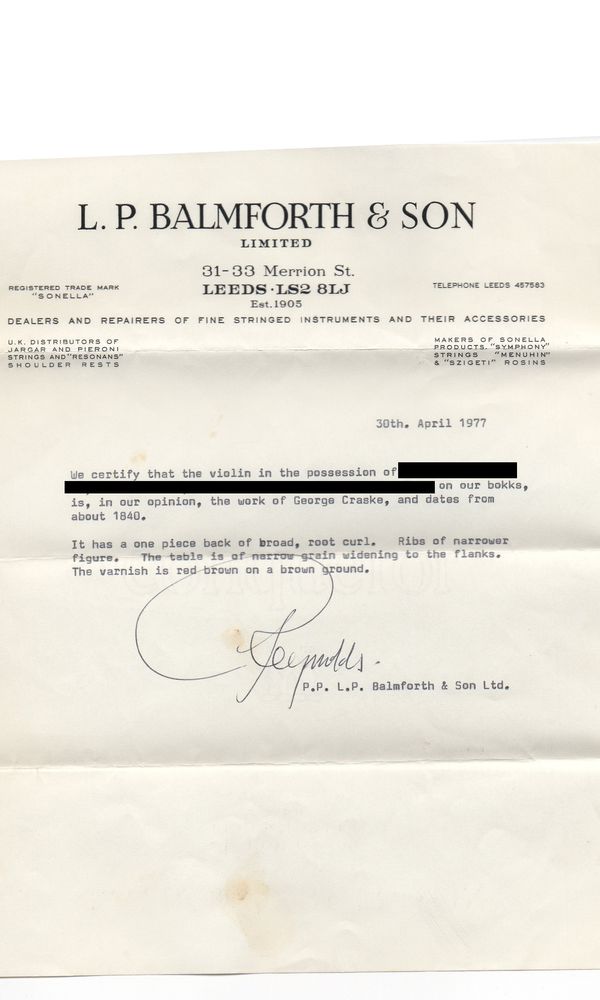 L. P. BALMFORTH & SON
LIMITED
31-33 Merrion St.
LEEDS · LS2 8LJ
Est. 1905
REGISTERED TRADE MARK
"SONELLA"
TELEPHONE LEEDS 457583
DEALERS AND REPAIRERS OF FINE STRINGED INSTRUMENTS AND THEIR ACCESSORIES
U.K. DISTRIBUTORS OF
JARGAR AND PIERONI
STRINGS AND "RESONANS"
SHOULDER RESTS
MAKERS OF SONELLA
PRODUCTS. "SYMPHONY"
STRINGS "MENUHIN"
& "SZIGETI" ROSINS
30th. April 1977
We certify that the violin in the possession of
on our bokks,
is, in our opinion, the work of George Craske, and dates from
about 1840.
It has a one piece back of broad, root curl. Ribs of narrower
figure. The table is of narrow grain widening to the flanks.
The varnish is red brown on a brown ground.
Reynolds.
P.P. L.P. Balmforth & Son Ltd.